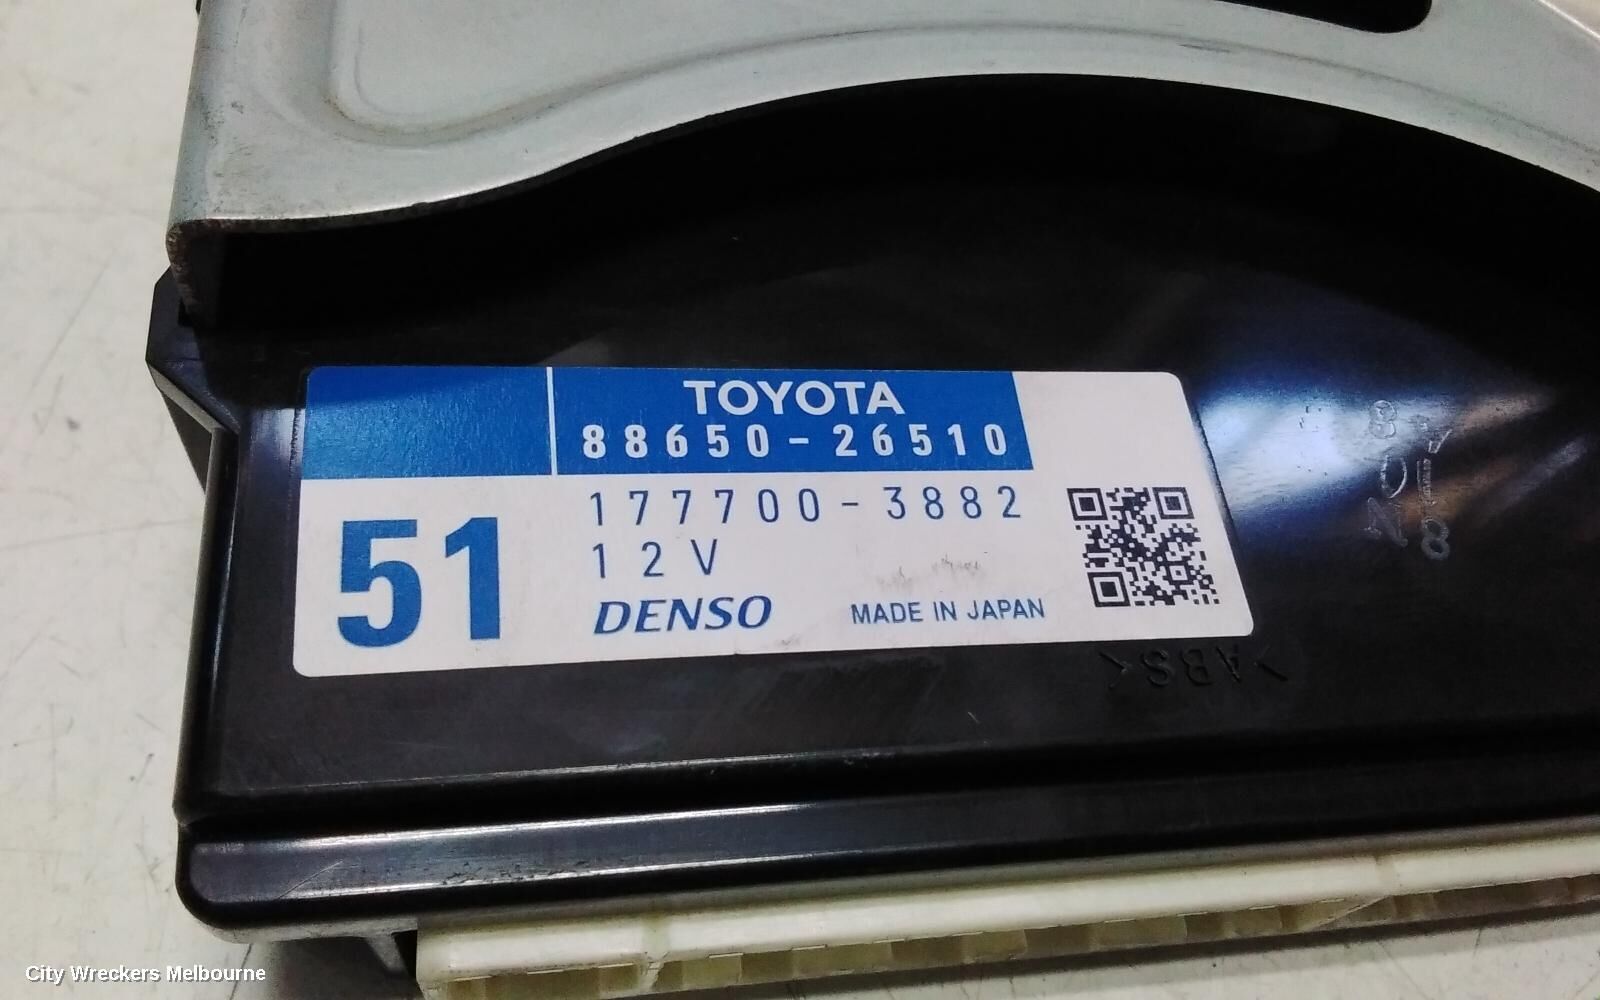 TOYOTA
88650-26510
177700-3882
51
12V
DENSO
MADE IN JAPAN
>ABS<
City Wreckers Melbourne